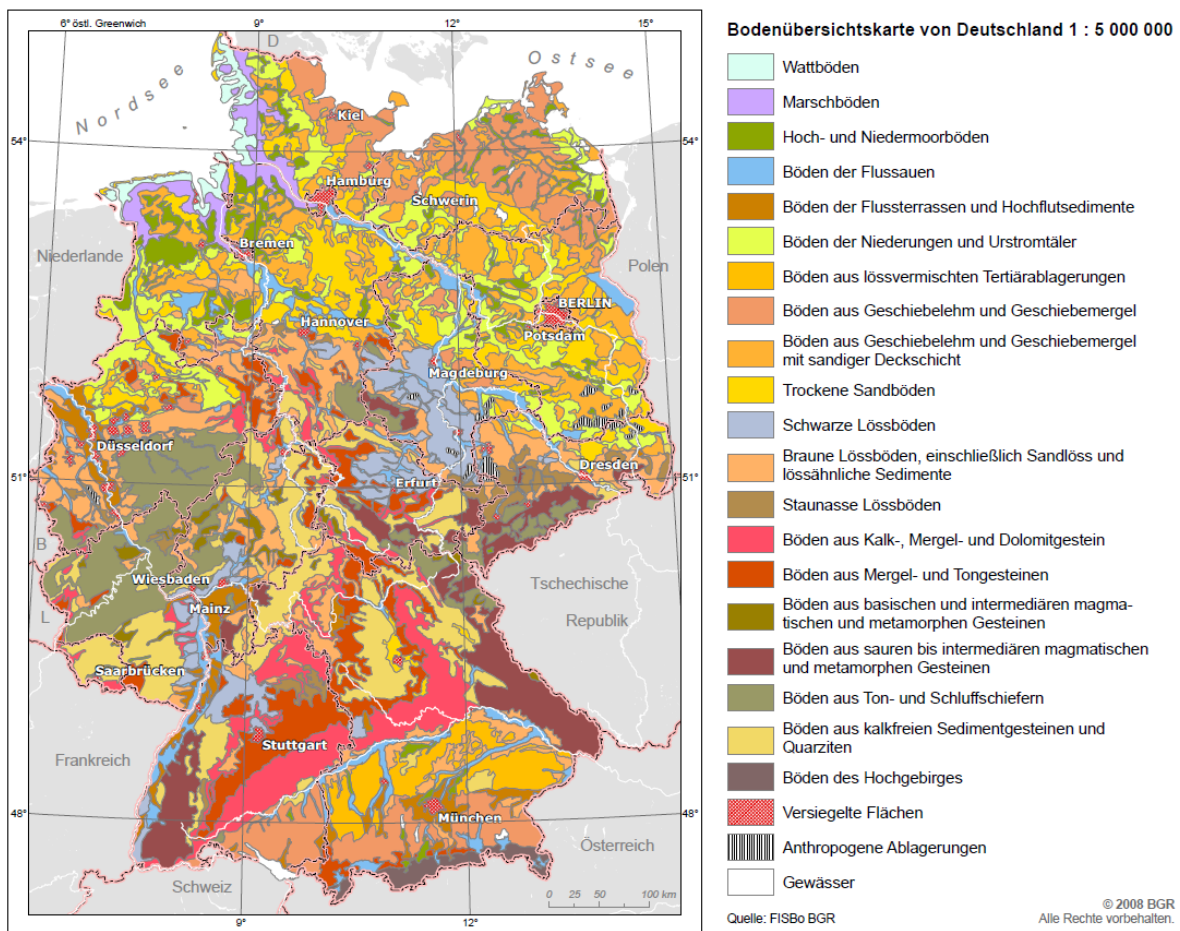 6° östl. Greenwich
9°
12°
15°
D
Nordsee
Ostsee
Kiel
54°
54°
Hamburg
Schwerin
Bremen
Niederlande
Polen
BERLIN
Hannover
Potsdam
Magdeburg
Düsseldorf
Dresden
51°
51°
Erfurt
B
Wiesbaden
Tschechische
Mainz
L
Republik
Saarbrücken
Stuttgart
Frankreich
48°
48°
München
Österreich
Schweiz
0 25 50 100 km
9°
12°
Bodenübersichtskarte von Deutschland 1 : 5 000 000
Wattböden
Marschböden
Hoch- und Niedermoorböden
Böden der Flussauen
Böden der Flussterrassen und Hochflutsedimente
Böden der Niederungen und Urstromtäler
Böden aus lössvermischten Tertiärablagerungen
Böden aus Geschiebelehm und Geschiebemergel
Böden aus Geschiebelehm und Geschiebemergel
mit sandiger Deckschicht
Trockene Sandböden
Schwarze Lössböden
Braune Lössböden, einschließlich Sandlöss und
lössähnliche Sedimente
Staunasse Lössböden
Böden aus Kalk-, Mergel- und Dolomitgestein
Böden aus Mergel- und Tongesteinen
Böden aus basischen und intermediären magma-
tischen und metamorphen Gesteinen
Böden aus sauren bis intermediären magmatischen
und metamorphen Gesteinen
Böden aus Ton- und Schluffschiefern
Böden aus kalkfreien Sedimentgesteinen und
Quarziten
Böden des Hochgebirges
Versiegelte Flächen
Anthropogene Ablagerungen
Gewässer
Quelle: FISBo BGR
© 2008 BGR
Alle Rechte vorbehalten.